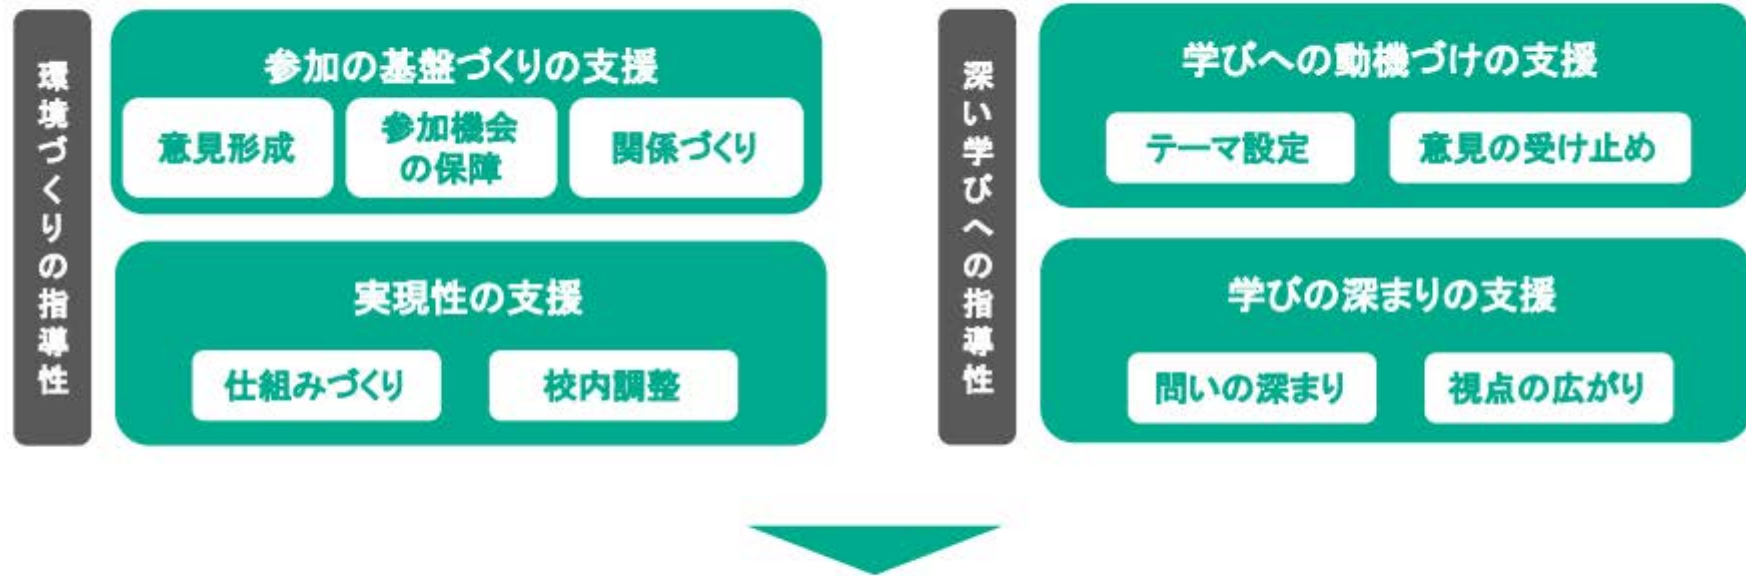 環境づくりの指導性
参加の基盤づくりの支援
意見形成
参加機会
の保障
関係づくり
実現性の支援
仕組みづくり
校内調整
深い学びへの指導性
学びへの動機づけの支援
テーマ設定
意見の受け止め
学びの深まりの支援
問いの深まり
視点の広がり